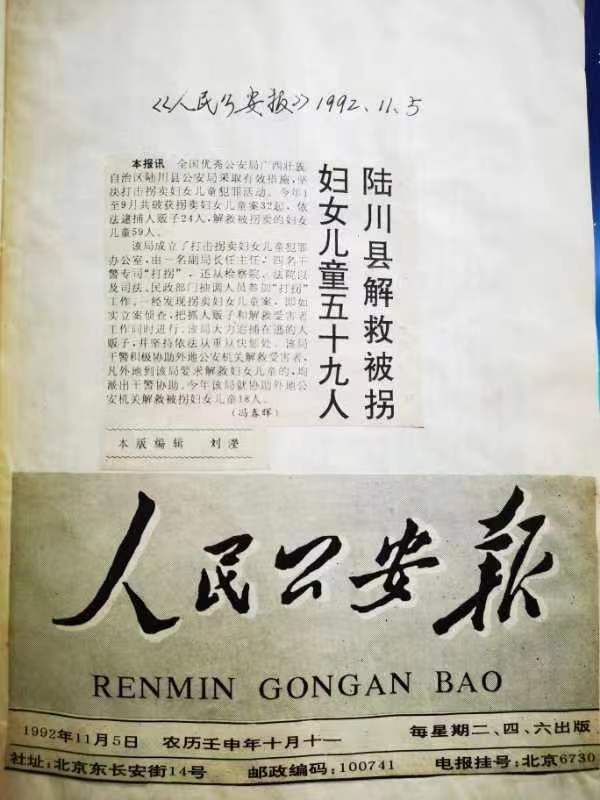 《人民公安报》1992.11.5
陆川县解救被拐
妇女儿童五十九人
本报讯 全国优秀公安局广西壮族
自治区陆川县公安局采取有效措施，坚
决打击拐卖妇女儿童犯罪活动。今年1
至9月共破获拐卖妇女儿童案32起，依
法逮捕人贩子24人，解救被拐卖的妇女
儿童59人。
该局成立了打击拐卖妇女儿童犯罪
办公室，由一名副局长任主任，四名干
警专司“打拐”，还从检察院、法院以
及司法、民政部门抽调人员参加“打拐”
工作。一经发现拐卖妇女儿童案，即如
实立案侦查，把抓人贩子和解救受害者
工作同时进行。该局大力追捕在逃的人
贩子，并坚持依法从重从快惩处。该局
干警积极协助外地公安机关解救受害者，
凡外地到该局要求解救妇女儿童的，均
派出干警协助。今年该局就协助外地公
安机关解救被拐妇女儿童18人。
（冯春晖）
本版编辑 刘滢
人民公安报
RENMIN GONGAN BAO
1992年11月5日 农历壬申年十月十一 每星期二、四、六出版
社址：北京东长安街14号 邮政编码：100741 电报挂号：北京6730